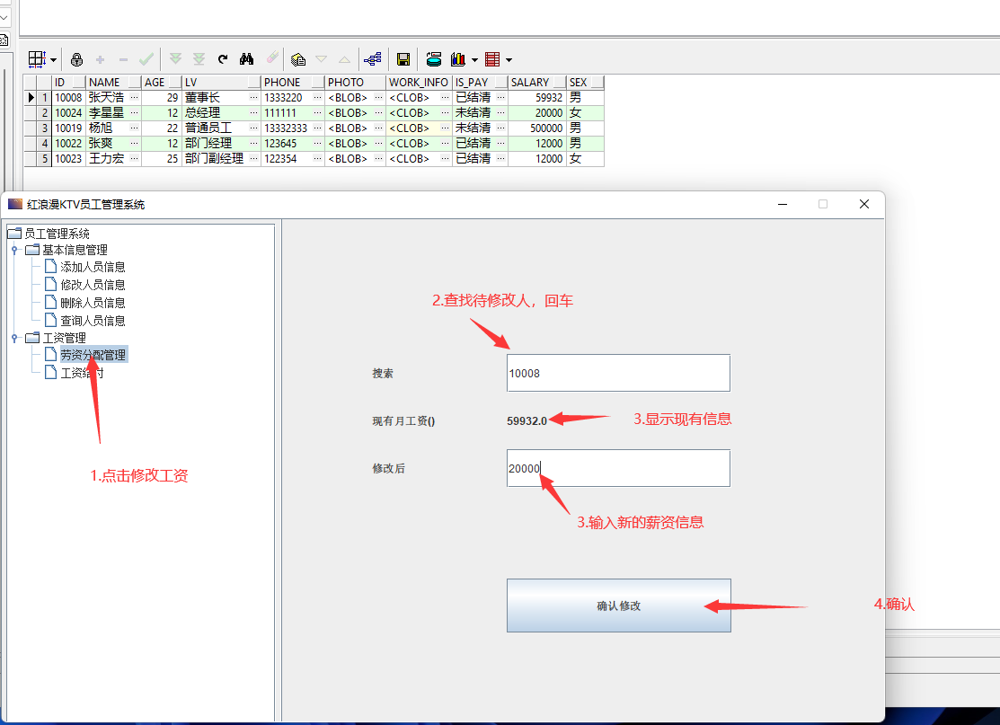 ID NAME AGE LV PHONE PHOTO WORK_INFO IS_PAY SALARY SEX
1 10008 张天浩 ... 29 董事长 ... 1333220 ... <BLOB> ... <CLOB> ... 已结清 ... 59932 男
2 10024 李星星 ... 12 总经理 ... 111111 ... <BLOB> ... <CLOB> ... 未结清 ... 20000 女
3 10019 杨旭 ... 22 普通员工 ... 13332333 ... <BLOB> ... <CLOB> ... 未结清 ... 500000 男
4 10022 张爽 ... 12 部门经理 ... 123645 ... <BLOB> ... <CLOB> ... 已结清 ... 12000 男
5 10023 王力宏 ... 25 部门副经理 ... 122354 ... <BLOB> ... <CLOB> ... 已结清 ... 12000 女
红浪漫KTV员工管理系统
员工管理系统
基本信息管理
添加人员信息
修改人员信息
删除人员信息
查询人员信息
工资管理
劳资分配管理
工资给付
1.点击修改工资
2.查找待修改人，回车
搜索 10008
现有月工资() 59932.0 3.显示现有信息
修改后 20000
3.输入新的薪资信息
确认修改 4.确认